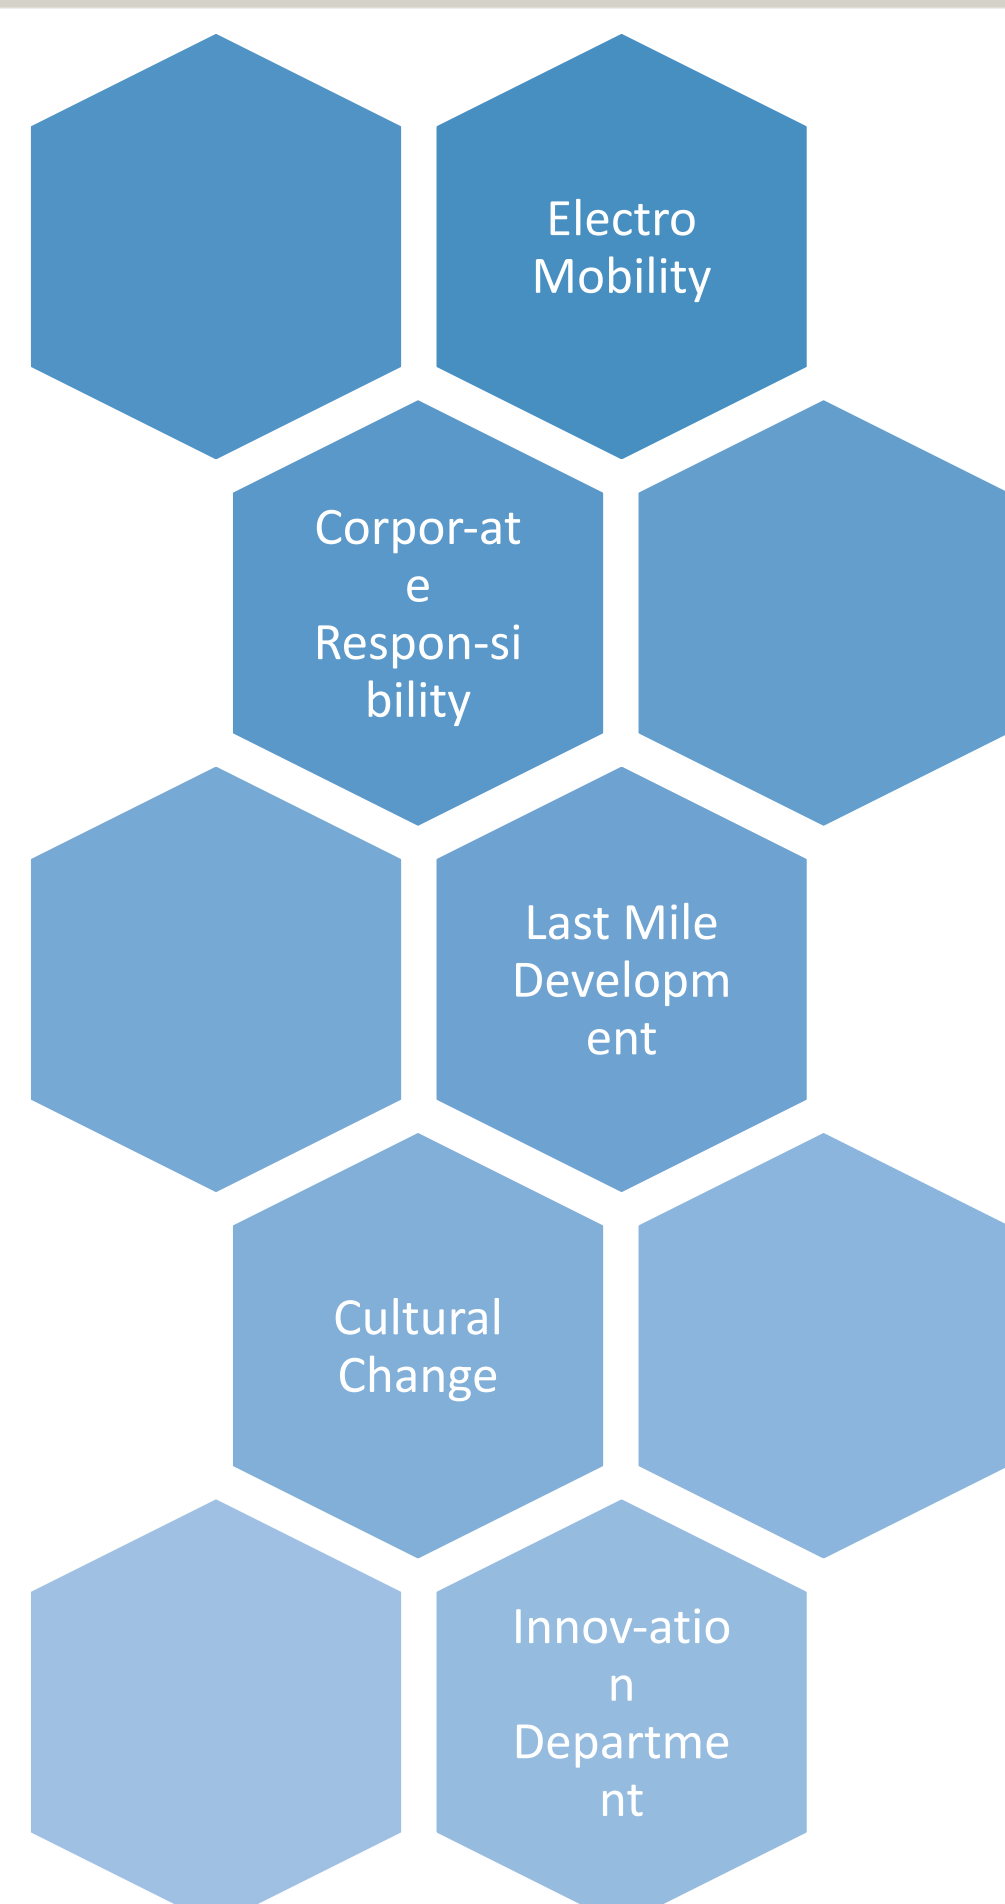 Electro
Mobility
Corpor-at
e
Respon-si
bility
Last Mile
Developm
ent
Cultural
Change
Innov-atio
n
Departme
nt